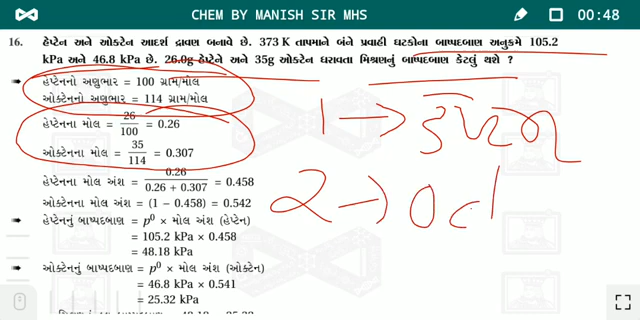 CHEM BY MANISH SIR MHS
00:48
16. હેપ્ટેન અને ઓક્ટેન આદર્શ દ્રાવણ બનાવે છે. 373 K તાપમાને બંને પ્રવાહી ઘટકોના બાષ્પદબાણ અનુક્રમે 105.2
kPa અને 46.8 kPa છે. 26.0g હેપ્ટેને અને 35g ઓક્ટેન ધરાવતા મિશ્રણનું બાષ્પદબાણ કેટલું થશે ?
હેપ્ટેનનો અણુભાર = 100 ગ્રામ/મોલ
ઓક્ટેનનો અણુભાર = 114 ગ્રામ/મોલ
હેપ્ટેનના મોલ = 26/100 = 0.26
ઓક્ટેનના મોલ = 35/114 = 0.307
હેપ્ટેનના મોલ અંશ = 0.26/0.26 + 0.307 = 0.458
ઓક્ટેનના મોલ અંશ = (1 − 0.458) = 0.542
હેપ્ટેનનું બાષ્પદબાણ = p⁰ × મોલ અંશ (હેપ્ટેન)
= 105.2 kPa × 0.458
= 48.18 kPa
ઓક્ટેનનું બાષ્પદબાણ = p⁰ × મોલ અંશ (ઓક્ટેન)
= 46.8 kPa × 0.541
= 25.32 kPa
1 →
2 → 0